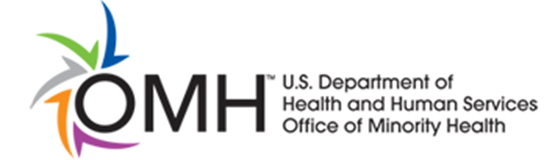 OMH™
U.S. Department of
Health and Human Services
Office of Minority Health